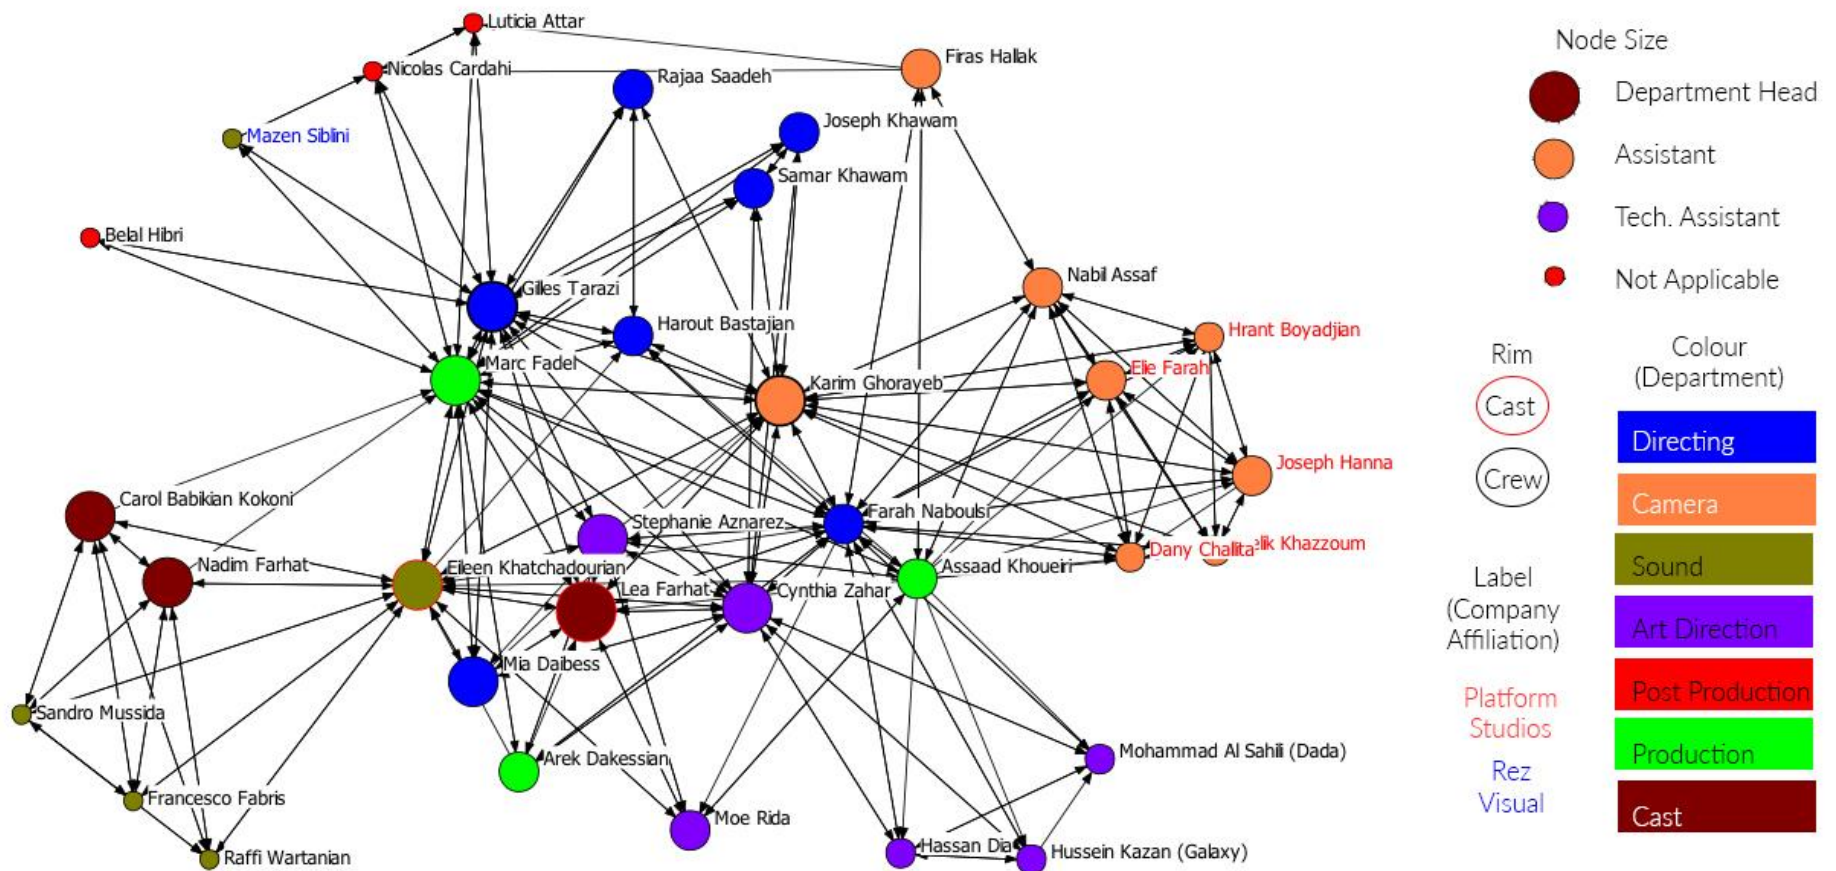 Luticia Attar
Nicolas Cardahi
Firas Hallak
Rajaa Saadeh
Joseph Khawam
Mazen Siblini
Samar Khawam
Belal Hibri
Nabil Assaf
Gilles Tarazi
Harout Bastajian
Hrant Boyadjian
Marc Fadel
Elie Farah
Karim Ghorayeb
Joseph Hanna
Carol Babikian Kokoni
Stephanie Aznarez
Farah Naboulsi
Dany Challita
elik Khazzoum
Nadim Farhat
Eileen Khatchadourian
Assaad Khoueiri
Lea Farhat
Cynthia Zahar
Mia Daibess
Sandro Mussida
Arek Dakessian
Mohammad Al Sahili (Dada)
Francesco Fabris
Moe Rida
Raffi Wartanian
Hassan Dia
Hussein Kazan (Galaxy)
Node Size
Department Head
Assistant
Tech. Assistant
Not Applicable
Rim
Cast
Crew
Label
(Company
Affiliation)
Platform
Studios
Rez
Visual
Colour
(Department)
Directing
Camera
Sound
Art Direction
Post Production
Production
Cast